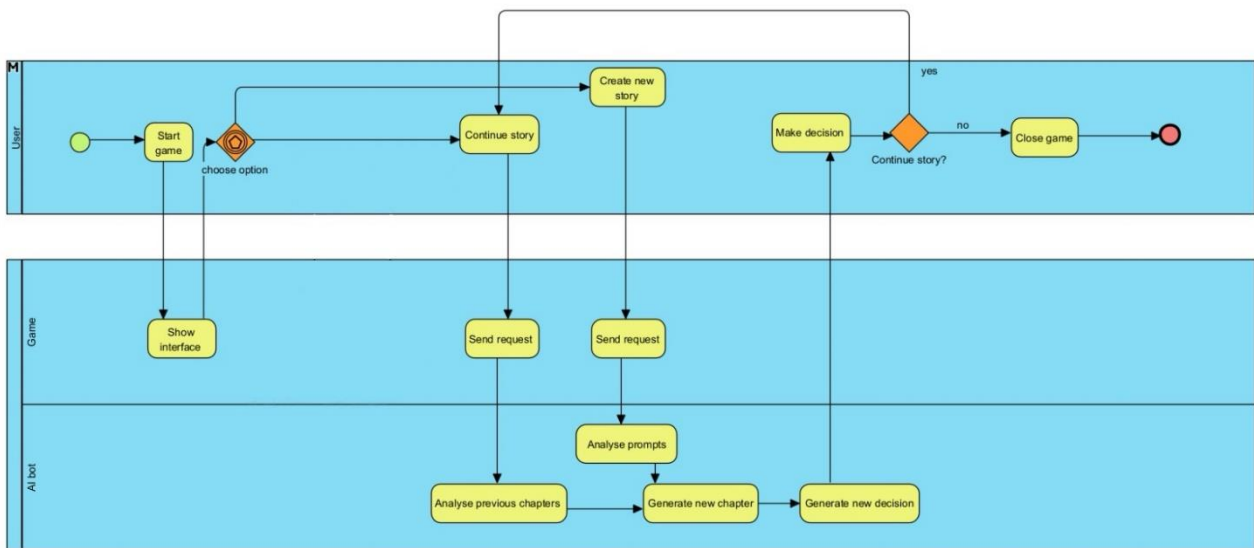 M
yes
Create new
story
User
Start
game
choose option
Continue story
Make decision
Continue story?
no
Close game
Game
Show
interface
Send request
Send request
AI bot
Analyse prompts
Analyse previous chapters
Generate new chapter
Generate new decision